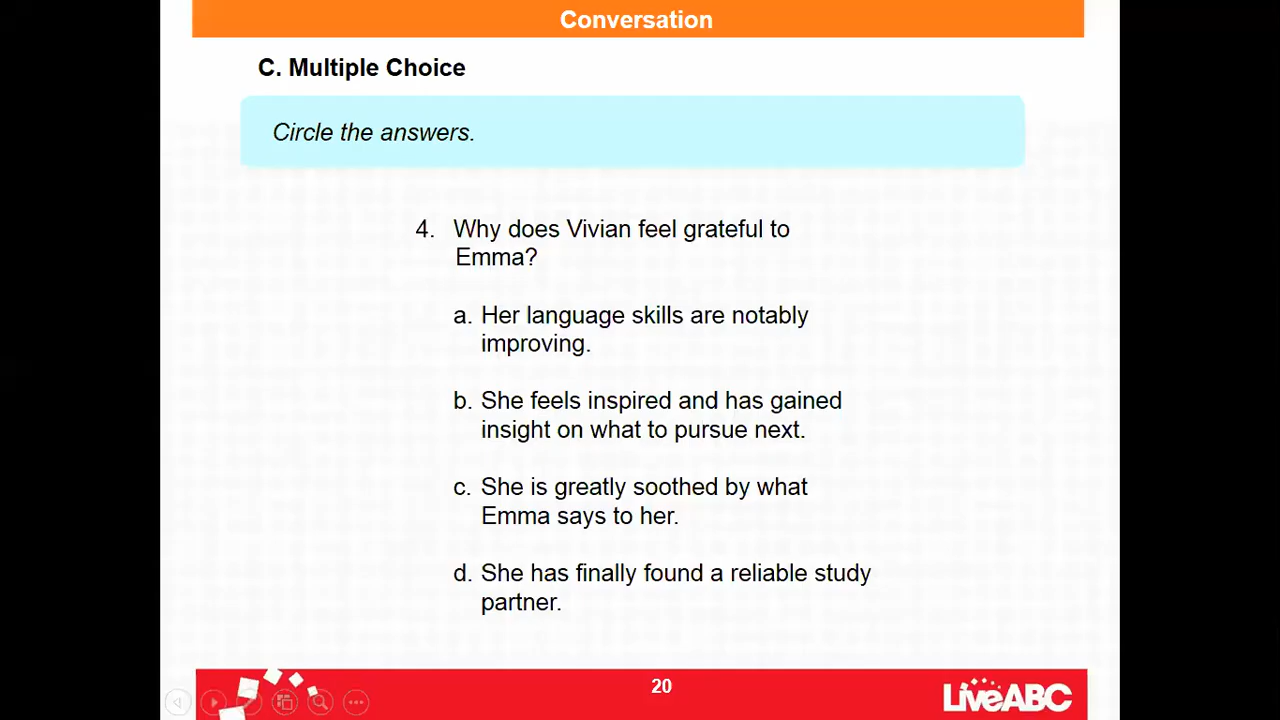 Conversation
C. Multiple Choice
Circle the answers.
4. Why does Vivian feel grateful to
Emma?
a. Her language skills are notably
improving.
b. She feels inspired and has gained
insight on what to pursue next.
c. She is greatly soothed by what
Emma says to her.
d. She has finally found a reliable study
partner.
20
LiveABC